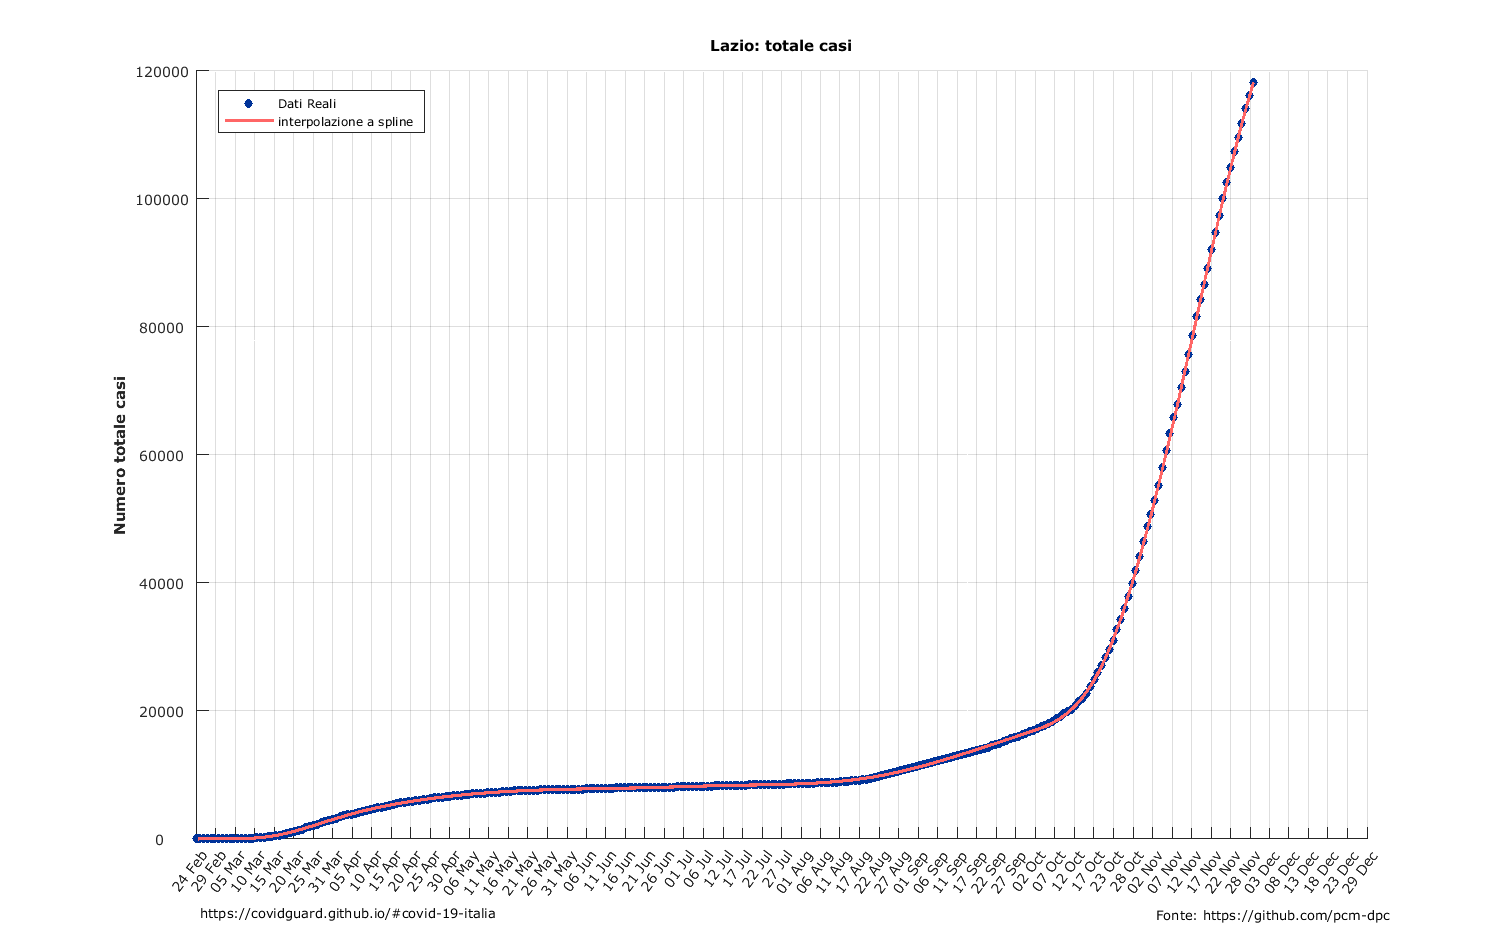 Lazio: totale casi
120000
100000
80000
60000
40000
20000
0
Numero totale casi
Dati Reali
interpolazione a spline
24 Feb
29 Feb
05 Mar
10 Mar
15 Mar
20 Mar
25 Mar
31 Mar
05 Apr
10 Apr
15 Apr
20 Apr
25 Apr
30 Apr
06 May
11 May
16 May
21 May
26 May
31 May
06 Jun
11 Jun
16 Jun
21 Jun
26 Jun
01 Jul
06 Jul
12 Jul
17 Jul
22 Jul
27 Jul
01 Aug
06 Aug
11 Aug
17 Aug
22 Aug
27 Aug
01 Sep
06 Sep
11 Sep
17 Sep
22 Sep
27 Sep
02 Oct
07 Oct
12 Oct
17 Oct
23 Oct
28 Oct
02 Nov
07 Nov
12 Nov
17 Nov
22 Nov
28 Nov
03 Dec
08 Dec
13 Dec
18 Dec
23 Dec
29 Dec
https://covidguard.github.io/#covid-19-italia
Fonte: https://github.com/pcm-dpc